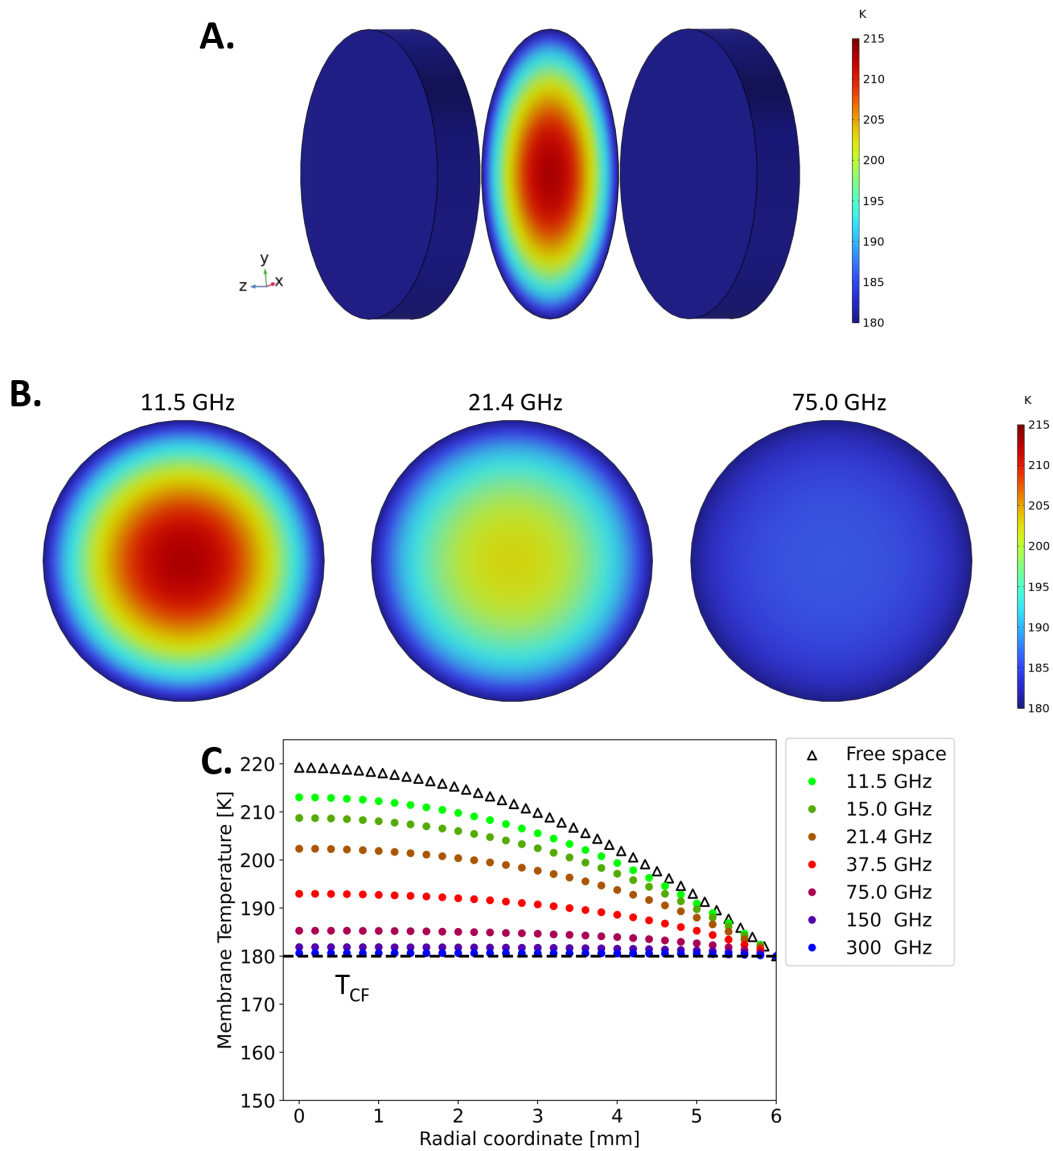 A.
K
215
210
205
200
195
190
185
180
y
z x
B.
11.5 GHz
21.4 GHz
75.0 GHz
K
215
210
205
200
195
190
185
180
C.
Membrane Temperature [K]
220
210
200
190
180
170
160
150
T_CF
0 1 2 3 4 5 6
Radial coordinate [mm]
Free space
11.5 GHz
15.0 GHz
21.4 GHz
37.5 GHz
75.0 GHz
150 GHz
300 GHz